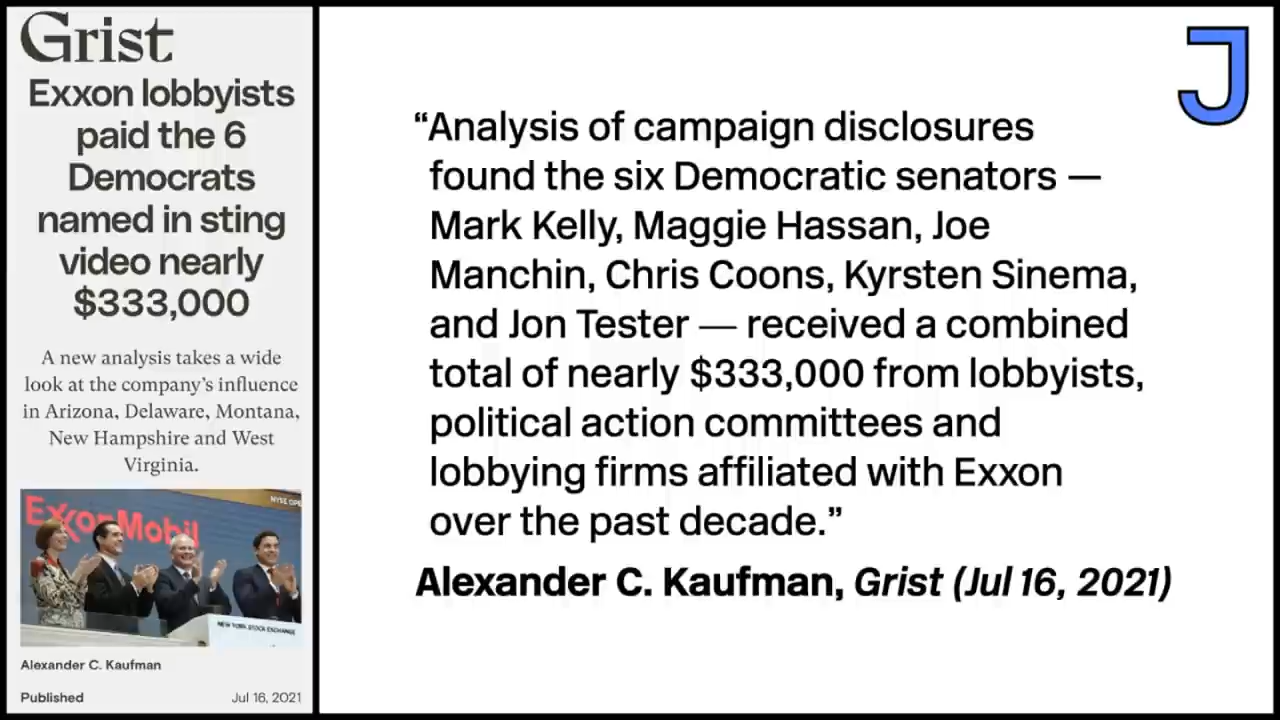 Grist
Exxon lobbyists
paid the 6
Democrats
named in sting
video nearly
$333,000
A new analysis takes a wide
look at the company’s influence
in Arizona, Delaware, Montana,
New Hampshire and West
Virginia.
NYSE OPE
ExxonMobil
NEW YORK STOCK EXCHANGE
Alexander C. Kaufman
Published
Jul 16, 2021
J
“Analysis of campaign disclosures
found the six Democratic senators —
Mark Kelly, Maggie Hassan, Joe
Manchin, Chris Coons, Kyrsten Sinema,
and Jon Tester — received a combined
total of nearly $333,000 from lobbyists,
political action committees and
lobbying firms affiliated with Exxon
over the past decade.”
Alexander C. Kaufman, Grist (Jul 16, 2021)